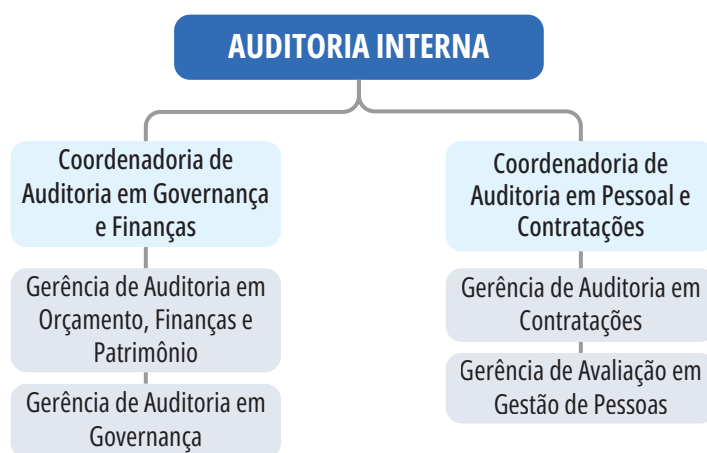 AUDITORIA INTERNA
Coordenadoria de
Auditoria em Governança
e Finanças
Gerência de Auditoria em
Orçamento, Finanças e
Patrimônio
Gerência de Auditoria em
Governança
Coordenadoria de
Auditoria em Pessoal e
Contratações
Gerência de Auditoria em
Contratações
Gerência de Avaliação em
Gestão de Pessoas